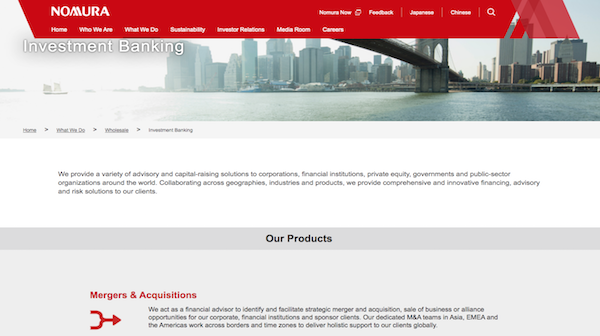 NOMURA
Nomura Now Feedback Japanese Chinese
Home Who We Are What We Do Sustainability Investor Relations Media Room Careers
Investment Banking
Home > What We Do > Wholesale > Investment Banking
We provide a variety of advisory and capital-raising solutions to corporations, financial institutions, private equity, governments and public-sector
organizations around the world. Collaborating across geographies, industries and products, we provide comprehensive and innovative financing, advisory
and risk solutions to our clients.
Our Products
Mergers & Acquisitions
We act as a financial advisor to identify and facilitate strategic merger and acquisition, sale of business or alliance
opportunities for our corporate, financial institutions and sponsor clients. Our dedicated M&A teams in Asia, EMEA and
the Americas work across borders and time zones to deliver holistic support to our clients globally.